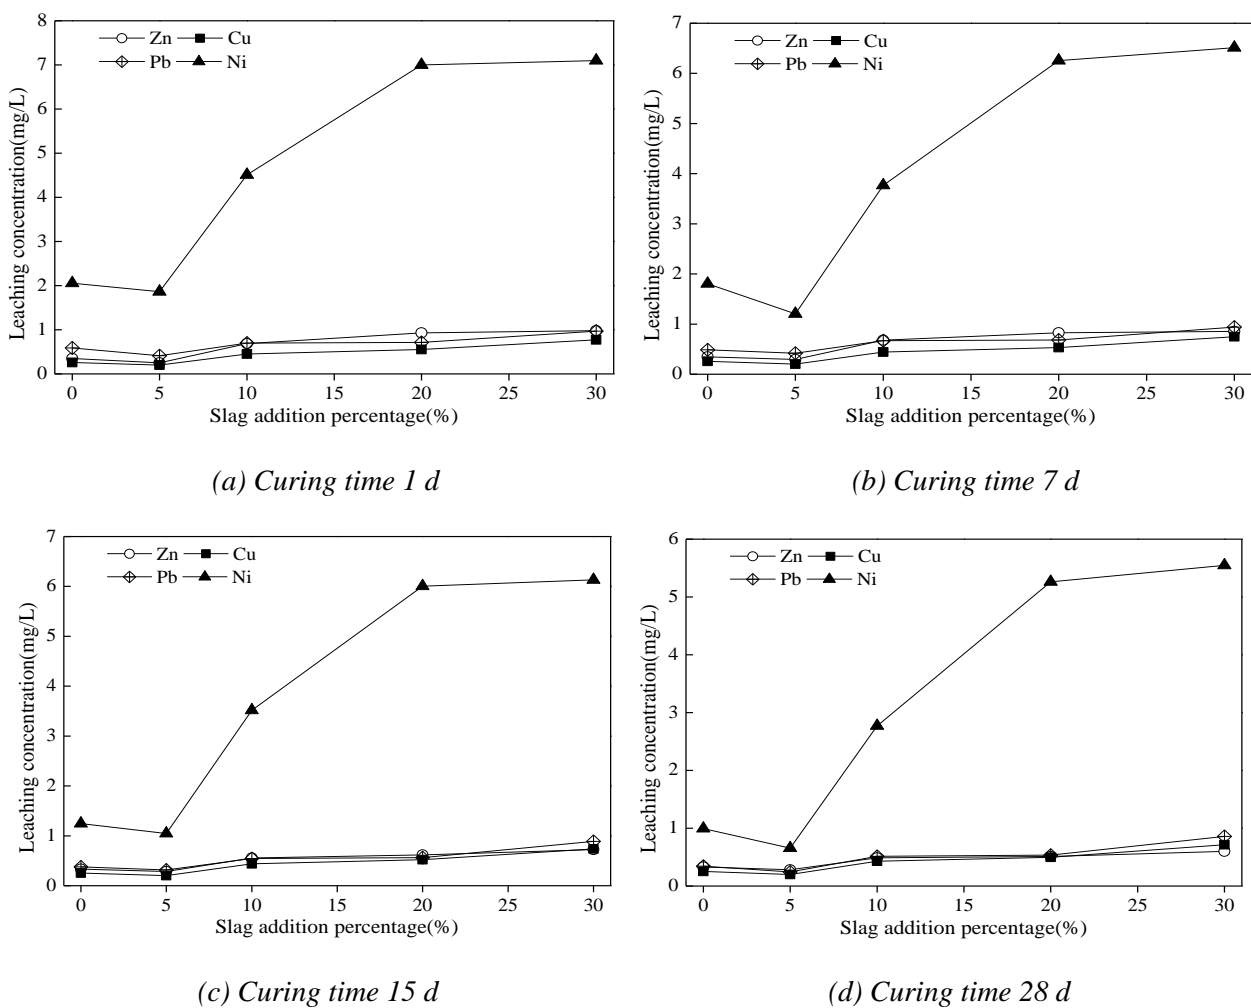 8
7
6
5
4
3
2
1
0
Leaching concentration(mg/L)
Zn Cu
Pb Ni
0 5 10 15 20 25 30
Slag addition percentage(%)
(a) Curing time 1 d
7
6
5
4
3
2
1
0
Leaching concentration(mg/L)
Zn Cu
Pb Ni
0 5 10 15 20 25 30
Slag addition percentage(%)
(b) Curing time 7 d
7
6
5
4
3
2
1
0
Leaching concentration(mg/L)
Zn Cu
Pb Ni
0 5 10 15 20 25 30
Slag addition percentage(%)
(c) Curing time 15 d
6
5
4
3
2
1
0
Leaching concentration(mg/L)
Zn Cu
Pb Ni
0 5 10 15 20 25 30
Slag addition percentage(%)
(d) Curing time 28 d